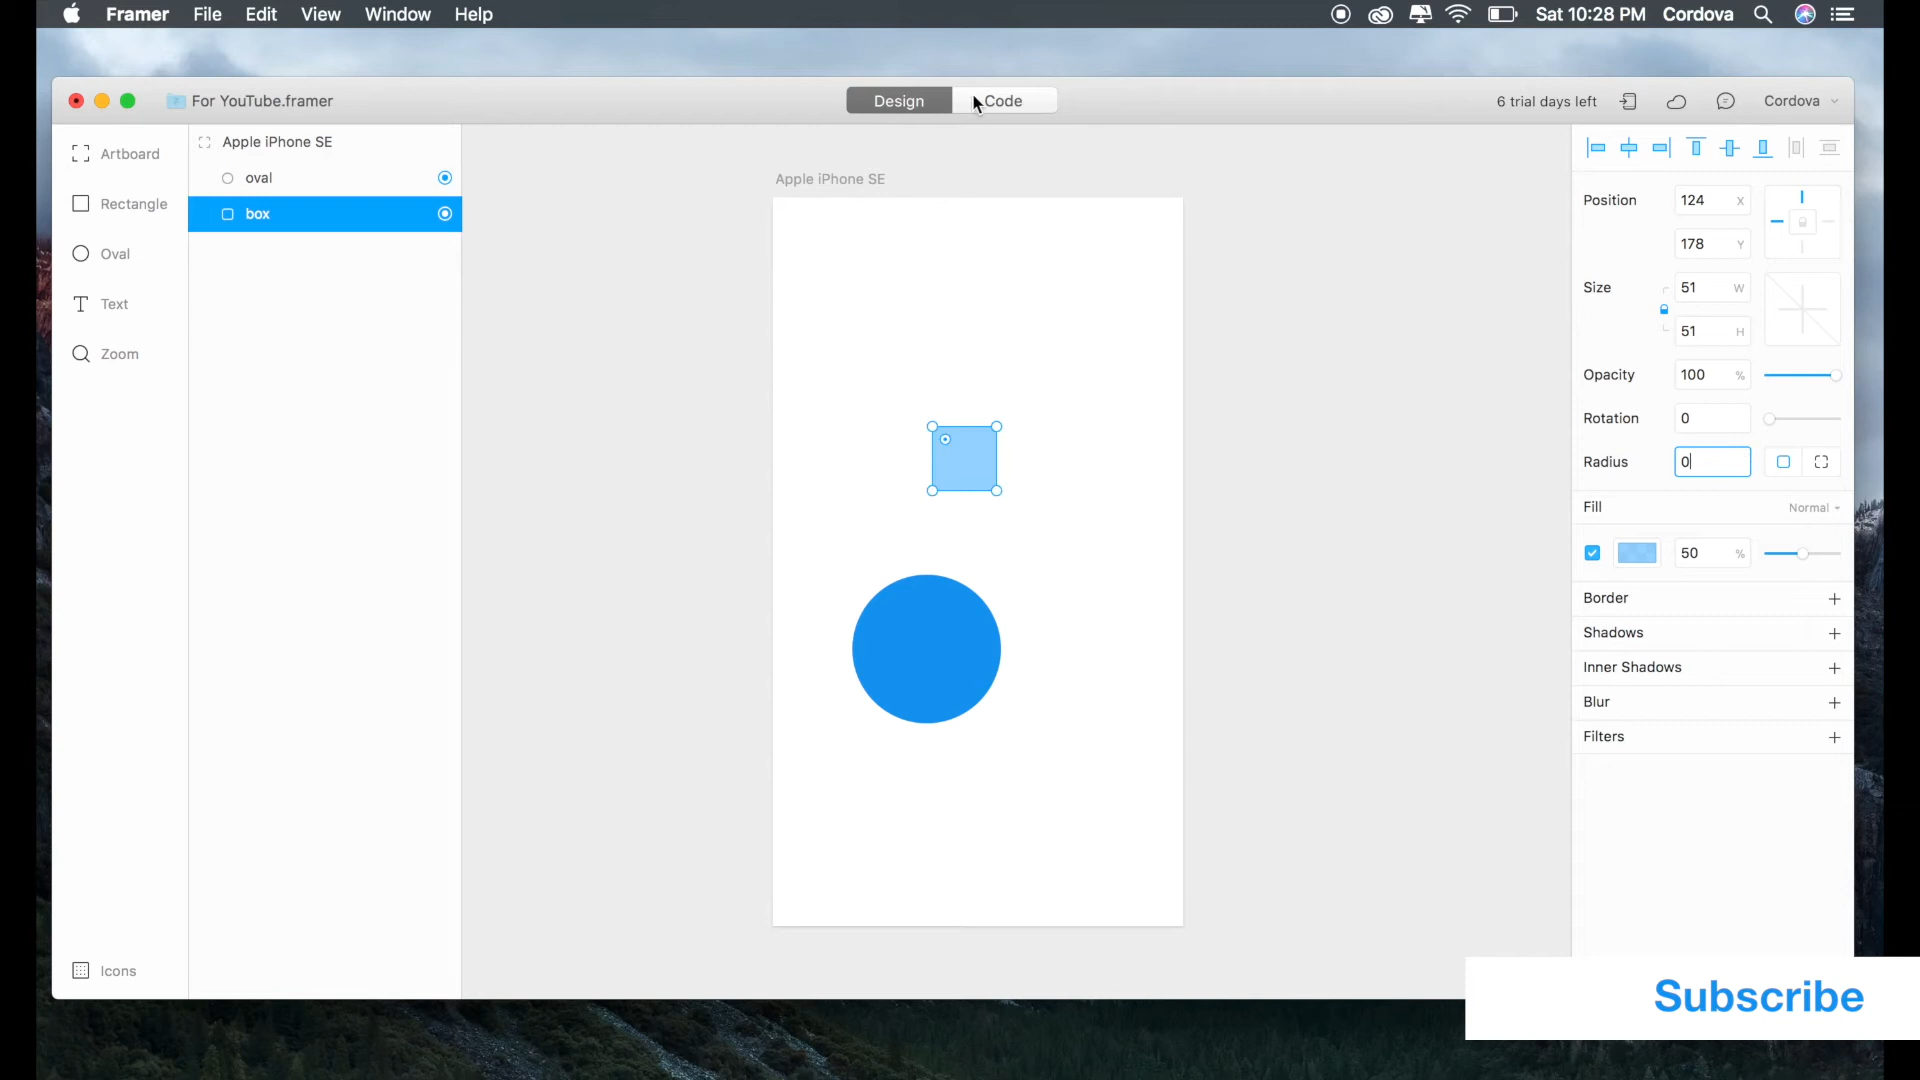 Framer File Edit View Window Help Sat 10:28 PM Cordova
For YouTube.framer Design Code 6 trial days left Cordova
Artboard
Rectangle
Oval
Text
Zoom
Icons
Apple iPhone SE
oval
box
Apple iPhone SE
Position 124 X
178 Y
Size 51 W
51 H
Opacity 100 %
Rotation 0
Radius 0
Fill Normal
50 %
Border
Shadows
Inner Shadows
Blur
Filters
Subscribe